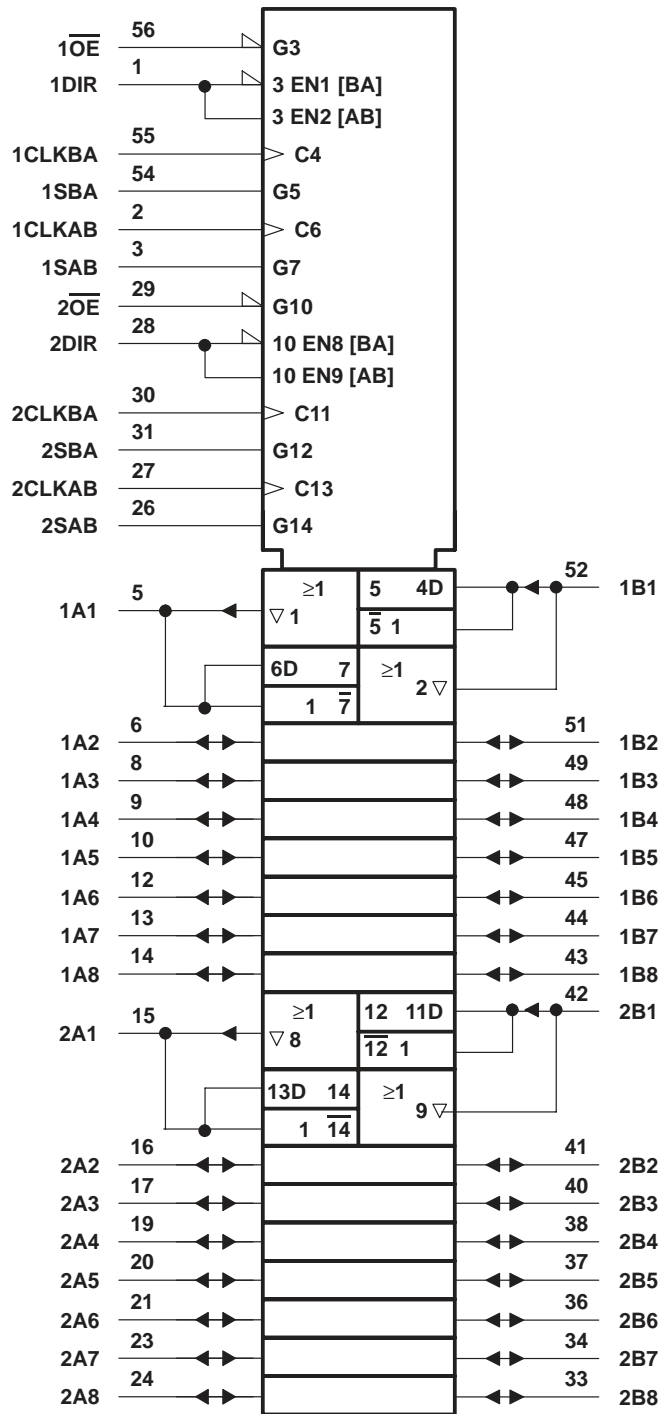 56
1O̅E̅ G3
1
1DIR 3 EN1 [BA]
3 EN2 [AB]
55
1CLKBA C4
54
1SBA G5
2
1CLKAB C6
3
1SAB G7
29
2O̅E̅ G10
28
2DIR 10 EN8 [BA]
10 EN9 [AB]
30
2CLKBA C11
31
2SBA G12
27
2CLKAB C13
26
2SAB G14
5 ≥1 5 4D 52
1A1 ▽ 1 5̅ 1 1B1
6D 7 ≥1
1 7̅ 2 ▽
6 51
1A2 1B2
8 49
1A3 1B3
9 48
1A4 1B4
10 47
1A5 1B5
12 45
1A6 1B6
13 44
1A7 1B7
14 43
1A8 1B8
15 ≥1 12 11D 42
2A1 ▽ 8 1̅2̅ 1 2B1
13D 14 ≥1
1 1̅4̅ 9 ▽
16 41
2A2 2B2
17 40
2A3 2B3
19 38
2A4 2B4
20 37
2A5 2B5
21 36
2A6 2B6
23 34
2A7 2B7
24 33
2A8 2B8